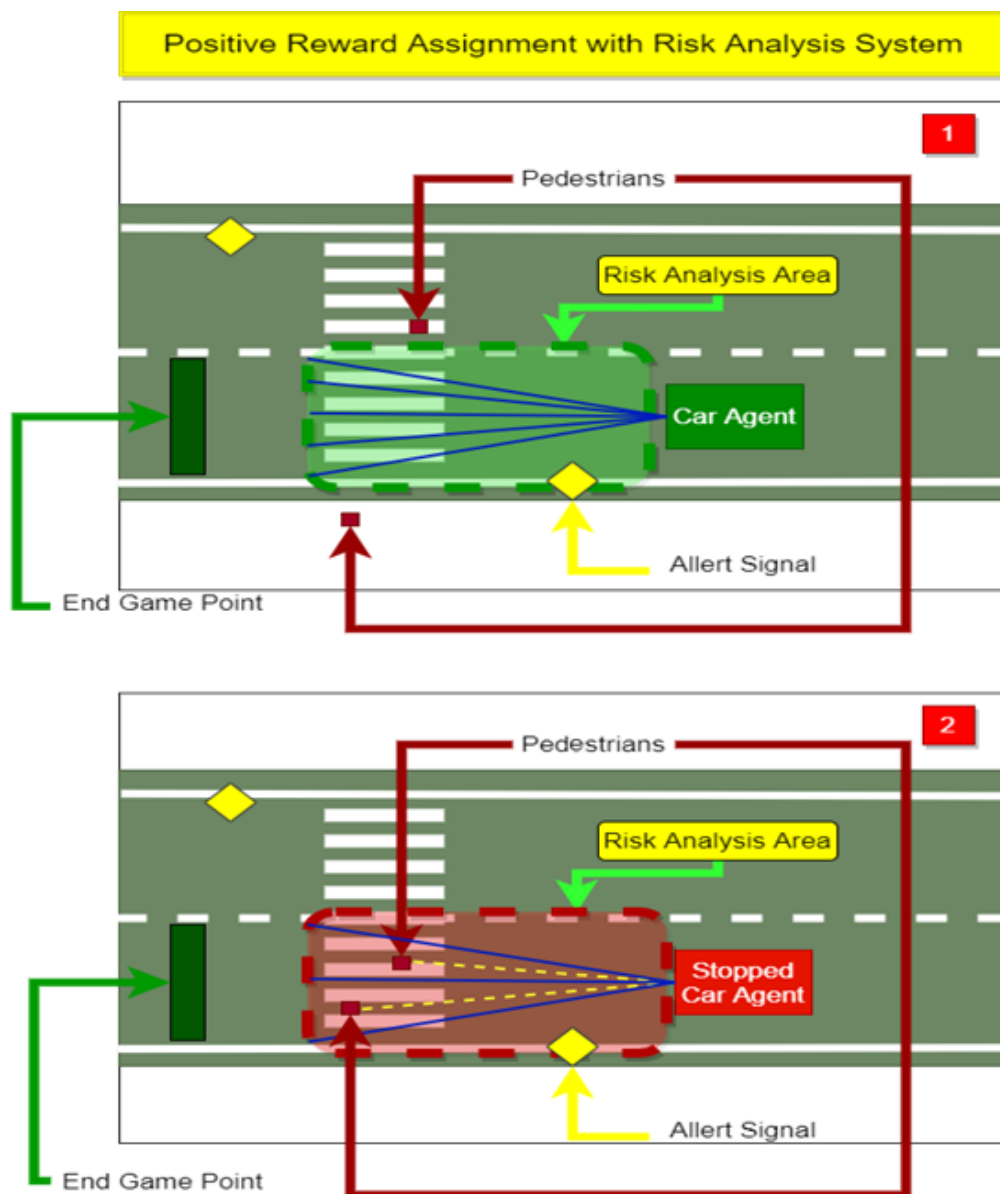 Positive Reward Assignment with Risk Analysis System
1
Pedestrians
Risk Analysis Area
Car Agent
Allert Signal
End Game Point
2
Pedestrians
Risk Analysis Area
Stopped
Car Agent
Allert Signal
End Game Point